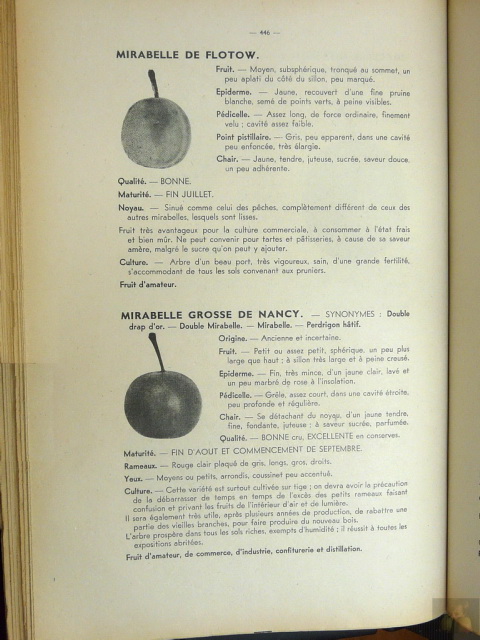 — 446 —
MIRABELLE DE FLOTOW.
Fruit. — Moyen, subsphérique, tronqué au sommet, un
peu aplati du côté du sillon, peu marqué.
Epiderme. — Jaune, recouvert d'une fine pruine
blanche, semé de points verts, à peine visibles.
Pédicelle. — Assez long, de force ordinaire, finement
velu ; cavité assez faible.
Point pistillaire. — Gris, peu apparent, dans une cavité
peu enfoncée, très élargie.
Chair. — Jaune, tendre, juteuse, sucrée, saveur douce,
un peu adhérente.
Qualité. — BONNE.
Maturité. — FIN JUILLET.
Noyau. — Sinué comme celui des pêches, complètement différent de ceux des
autres mirabelles, lesquels sont lisses.
Fruit très avantageux pour la culture commerciale, à consommer à l'état frais
et bien mûr. Ne peut convenir pour tartes et pâtisseries, à cause de sa saveur
amère, malgré le sucre qu'on peut y ajouter.
Culture. — Arbre d'un beau port, très vigoureux, sain, d'une grande fertilité,
s'accommodant de tous les sols convenant aux pruniers.
Fruit d'amateur.
MIRABELLE GROSSE DE NANCY. — SYNONYMES : Double
drap d'or. — Double Mirabelle. — Mirabelle. — Perdrigon hâtif.
Origine. — Ancienne et incertaine.
Fruit. — Petit ou assez petit, sphérique, un peu plus
large que haut ; à sillon très large et à peine creusé.
Epiderme. — Fin, très mince, d'un jaune clair, lavé et
un peu marbré de rose à l'insolation.
Pédicelle. — Grêle, assez court, dans une cavité étroite,
peu profonde et régulière.
Chair. — Se détachant du noyau, d'un jaune tendre,
fine, fondante, juteuse ; à saveur sucrée, parfumée.
Qualité. — BONNE cru, EXCELLENTE en conserves.
Maturité. — FIN D'AOUT ET COMMENCEMENT DE SEPTEMBRE.
Rameaux. — Rouge clair plaqué de gris, longs, gros, droits.
Yeux. — Moyens ou petits, arrondis, coussinet peu accentué.
Culture. — Cette variété est surtout cultivée sur tige ; on devra avoir la précaution
de la débarrasser de temps en temps de l'excès des petits rameaux faisant
confusion et privant les fruits de l'intérieur d'air et de lumière.
Il sera également très utile, après plusieurs années de production, de rabattre une
partie des vieilles branches, pour faire produire du nouveau bois.
L'arbre prospère dans tous les sols riches, exempts d'humidité ; il réussit à toutes les
expositions abritées.
Fruit d'amateur, de commerce, d'industrie, confiturerie et distillation.